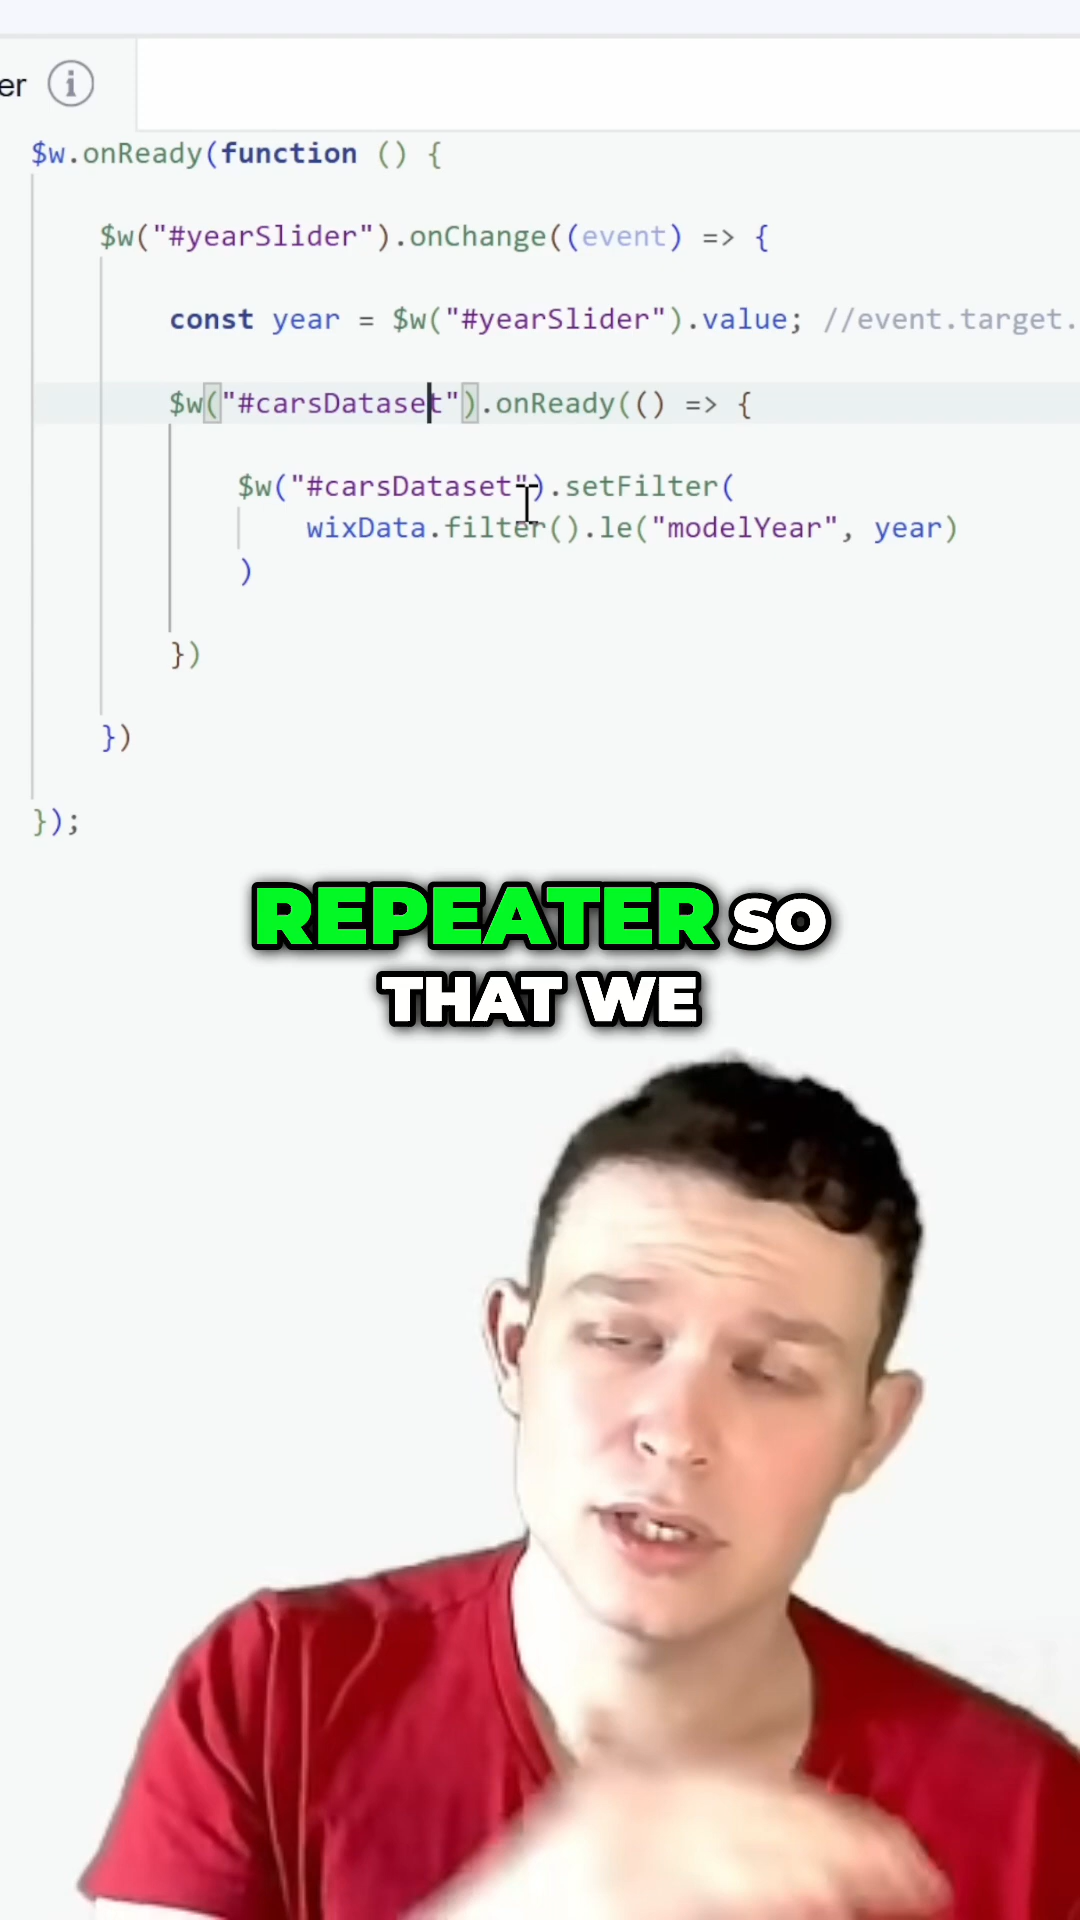 er
$w.onReady(function () {
$w("#yearSlider").onChange((event) => {
const year = $w("#yearSlider").value; //event.target.
$w("#carsDataset").onReady(() => {
$w("#carsDataset").setFilter(
wixData.filter().le("modelYear", year)
)
})
})
});
REPEATER SO
THAT WE